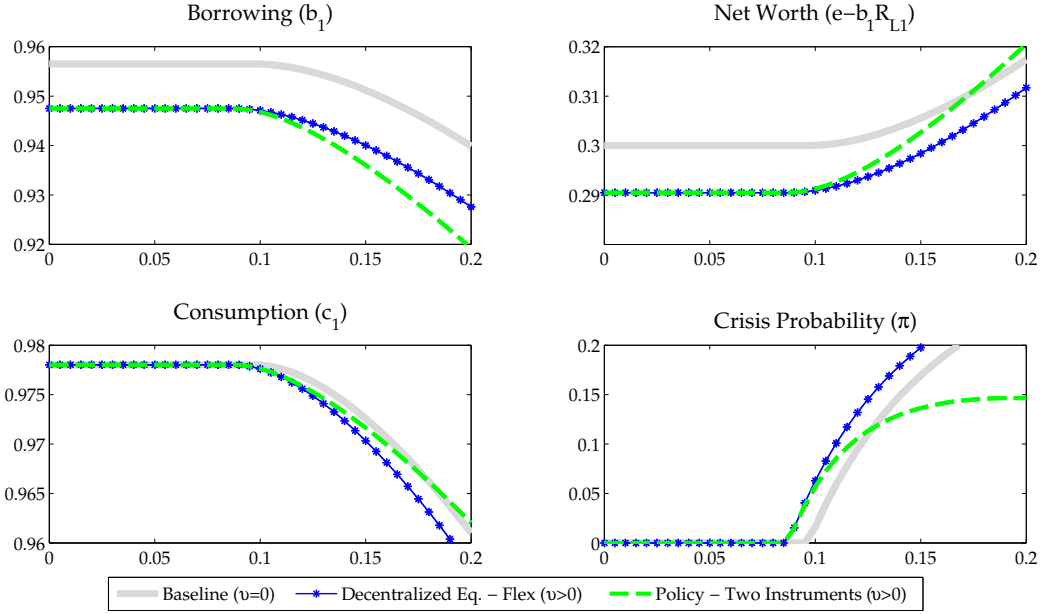 Borrowing (b1)
0.96
0.95
0.94
0.93
0.92
0 0.05 0.1 0.15 0.2
Net Worth (e−b1RL1)
0.32
0.31
0.3
0.29
0 0.05 0.1 0.15 0.2
Consumption (c1)
0.98
0.975
0.97
0.965
0.96
0 0.05 0.1 0.15 0.2
Crisis Probability (π)
0.2
0.15
0.1
0.05
0
0 0.05 0.1 0.15 0.2
Baseline (υ=0) Decentralized Eq. − Flex (υ>0) Policy − Two Instruments (υ>0)